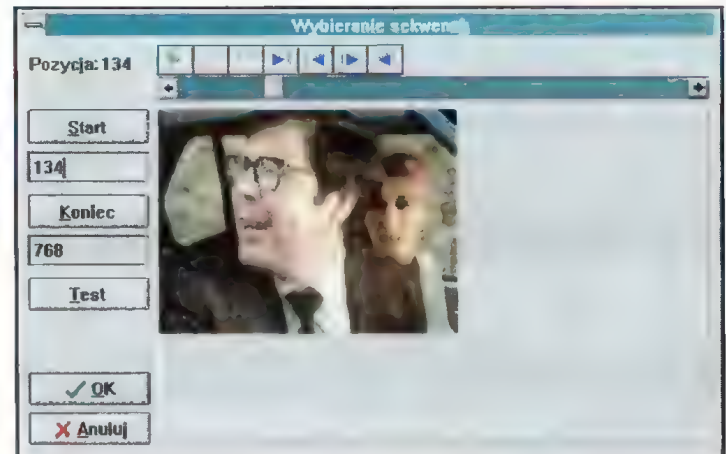 Wybieranie sekwencji
Pozycja: 134
Start
134
Koniec
768
Test
OK
Anuluj